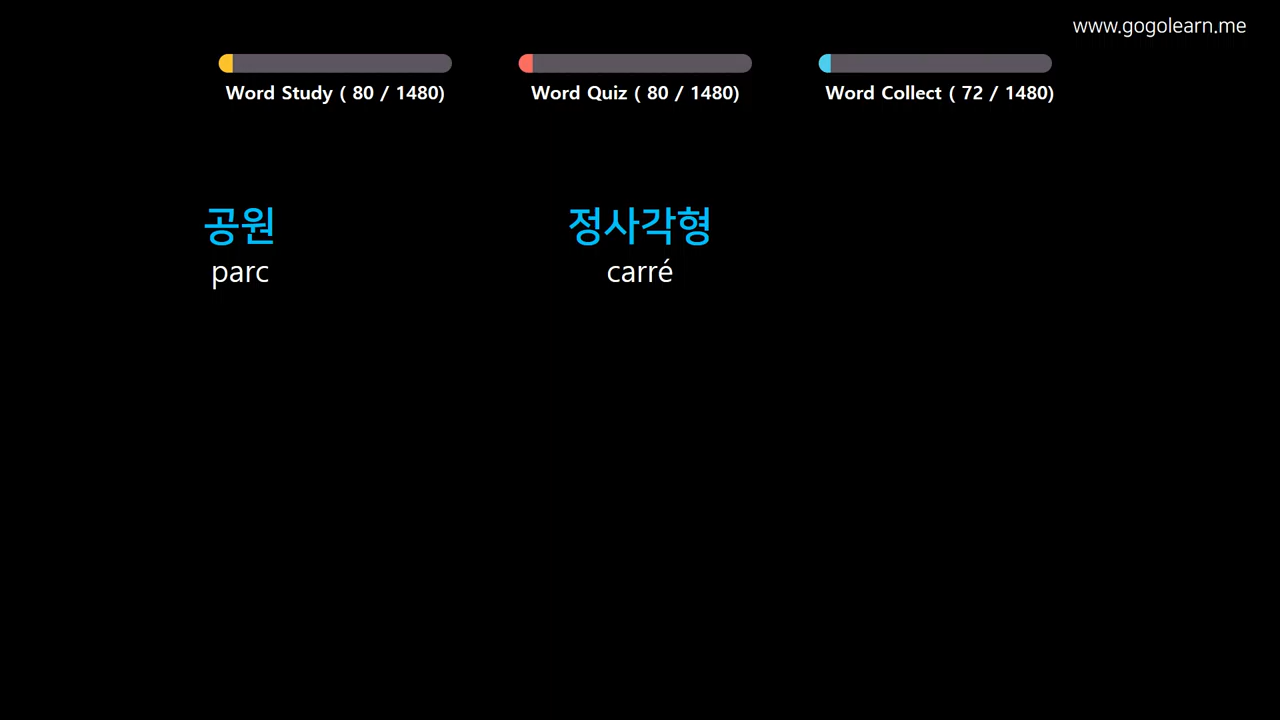 www.gogolearn.me
Word Study ( 80 / 1480)
Word Quiz ( 80 / 1480)
Word Collect ( 72 / 1480)
공원
parc
정사각형
carré